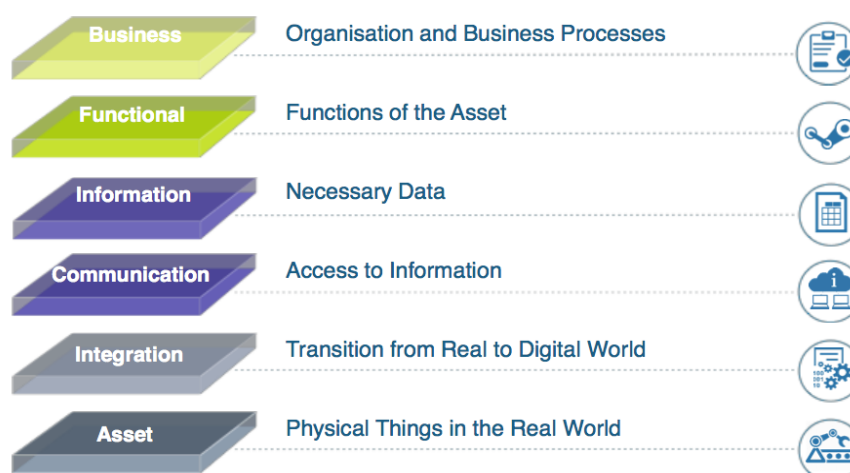 Business
Organisation and Business Processes
Functional
Functions of the Asset
Information
Necessary Data
Communication
Access to Information
Integration
Transition from Real to Digital World
Asset
Physical Things in the Real World